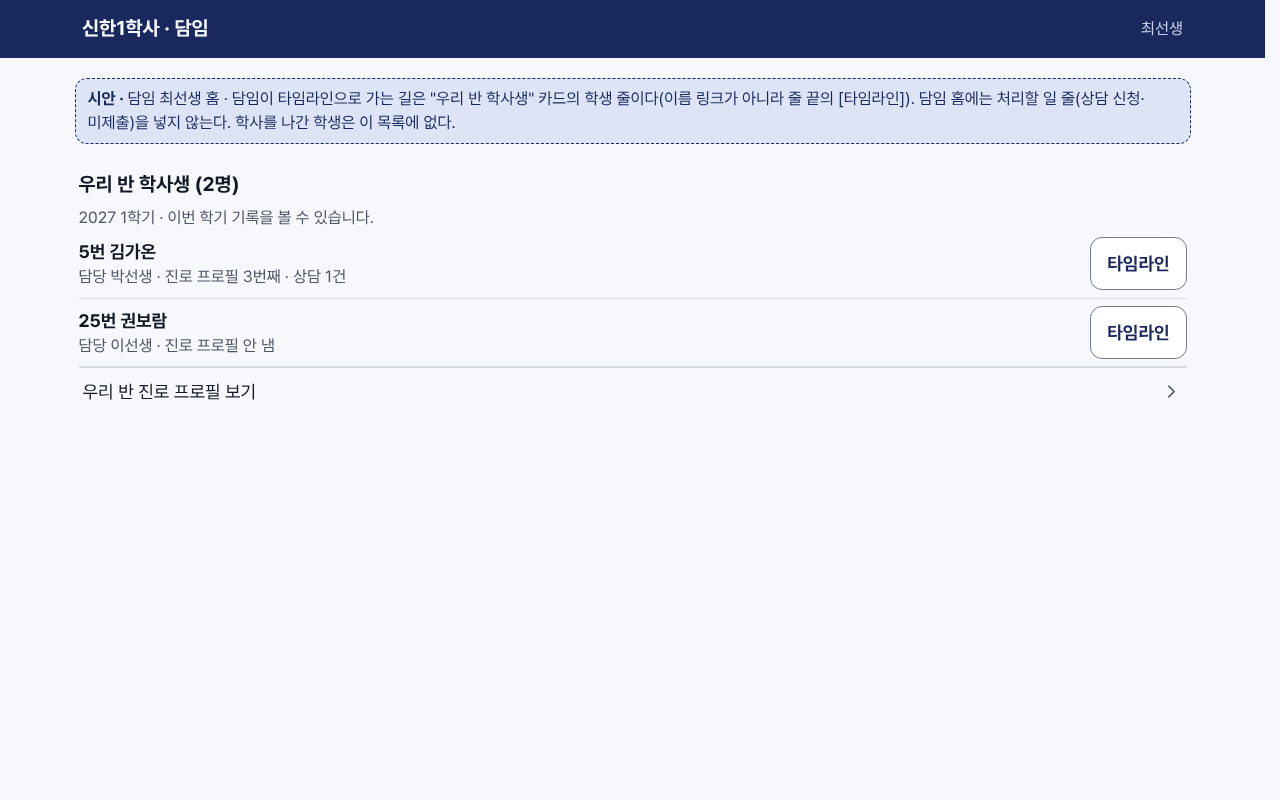 신한1학사 · 담임
최선생
시안 · 담임 최선생 홈 · 담임이 타임라인으로 가는 길은 "우리 반 학사생" 카드의 학생 줄이다(이름 링크가 아니라 줄 끝의 [타임라인]). 담임 홈에는 처리할 일 줄(상담 신청·
미제출)을 넣지 않는다. 학사를 나간 학생은 이 목록에 없다.
우리 반 학사생 (2명)
2027 1학기 · 이번 학기 기록을 볼 수 있습니다.
5번 김가온
담당 박선생 · 진로 프로필 3번째 · 상담 1건
타임라인
25번 권보람
담당 이선생 · 진로 프로필 안 냄
타임라인
우리 반 진로 프로필 보기